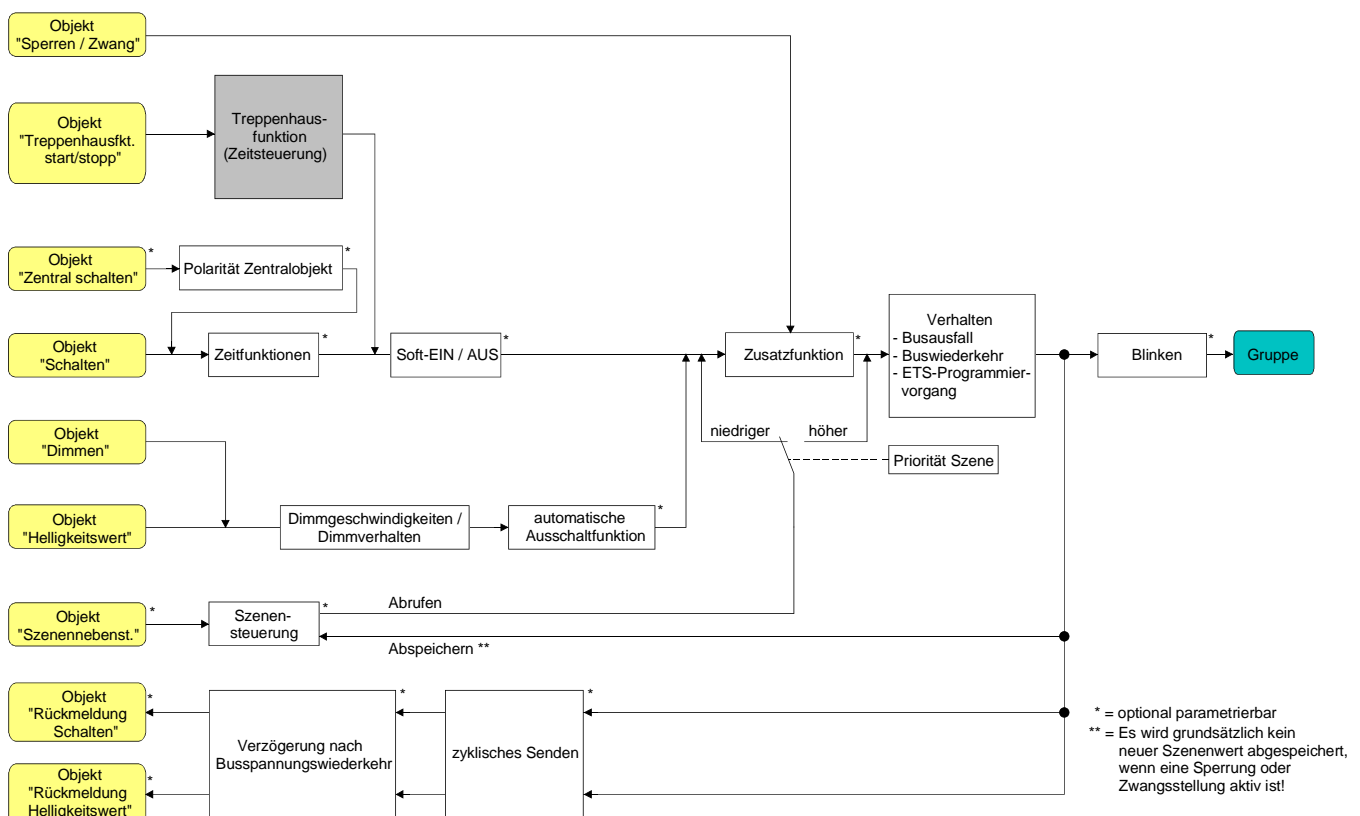 Objekt
"Sperren / Zwang"
Objekt
"Treppenhausfkt.
start/stopp"
Treppenhaus-
funktion
(Zeitsteuerung)
Objekt
"Zentral schalten"
*
Polarität Zentralobjekt
*
Objekt
"Schalten"
Zeitfunktionen
*
Soft-EIN / AUS
*
Zusatzfunktion
*
Verhalten
- Busausfall
- Buswiederkehr
- ETS-Programmier-
vorgang
Blinken
*
Gruppe
Objekt
"Dimmen"
niedriger
höher
Priorität Szene
Objekt
"Helligkeitswert"
Dimmgeschwindigkeiten /
Dimmverhalten
automatische
Ausschaltfunktion
*
Objekt
"Szenennebenst."
*
Szenen-
steuerung
*
Abrufen
Abspeichern **
Objekt
"Rückmeldung
Schalten"
*
Verzögerung nach
Busspannungswiederkehr
*
zyklisches Senden
*
Objekt
"Rückmeldung
Helligkeitswert"
*
* = optional parametrierbar
** = Es wird grundsätzlich kein
neuer Szenenwert abgespeichert,
wenn eine Sperrung oder
Zwangsstellung aktiv ist!